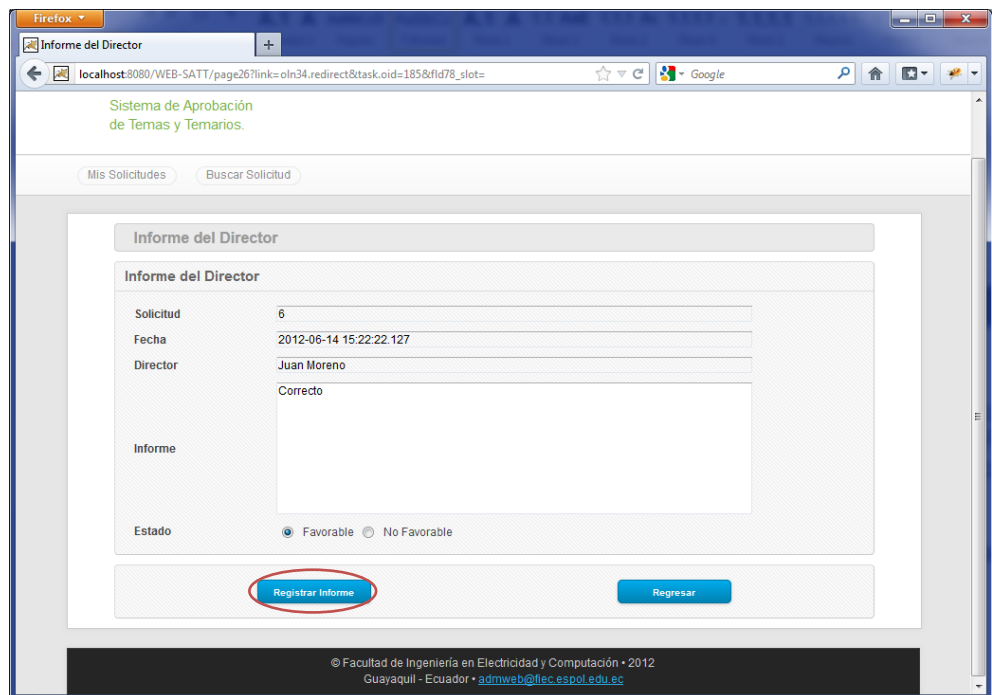 Firefox
Informe del Director
localhost:8080/WEB-SATT/page26?link=oln34.redirect&task.oid=185&fld78_slot=
Google
Sistema de Aprobación
de Temas y Temarios.
Mis Solicitudes Buscar Solicitud
Informe del Director
Informe del Director
Solicitud 6
Fecha 2012-06-14 15:22:22.127
Director Juan Moreno
Correcto
Informe
Estado Favorable No Favorable
Registrar Informe Regresar
© Facultad de Ingeniería en Electricidad y Computación • 2012
Guayaquil - Ecuador • admweb@fiec.espol.edu.ec